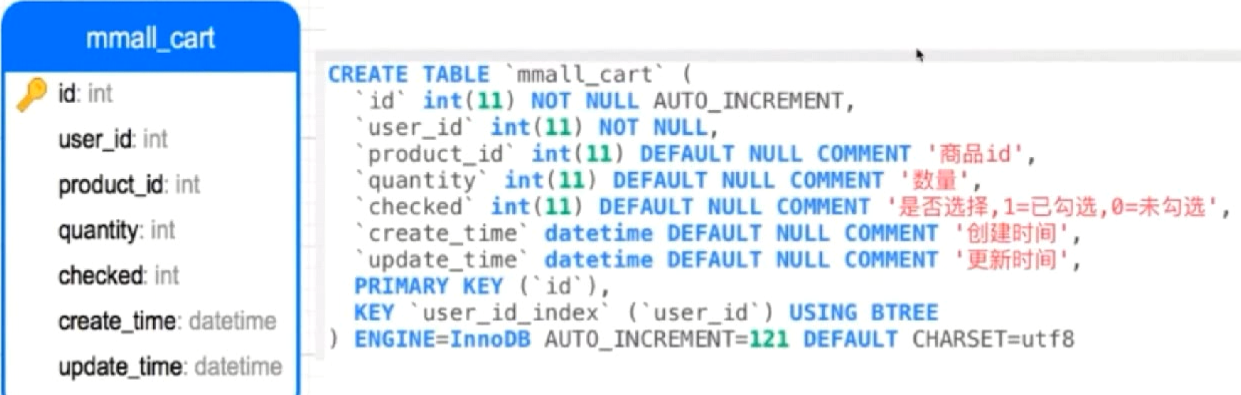 mmall_cart
id: int
user_id: int
product_id: int
quantity: int
checked: int
create_time: datetime
update_time: datetime
CREATE TABLE `mmall_cart` (
`id` int(11) NOT NULL AUTO_INCREMENT,
`user_id` int(11) NOT NULL,
`product_id` int(11) DEFAULT NULL COMMENT '商品id',
`quantity` int(11) DEFAULT NULL COMMENT '数量',
`checked` int(11) DEFAULT NULL COMMENT '是否选择,1=已勾选,0=未勾选',
`create_time` datetime DEFAULT NULL COMMENT '创建时间',
`update_time` datetime DEFAULT NULL COMMENT '更新时间',
PRIMARY KEY (`id`),
KEY `user_id_index` (`user_id`) USING BTREE
) ENGINE=InnoDB AUTO_INCREMENT=121 DEFAULT CHARSET=utf8